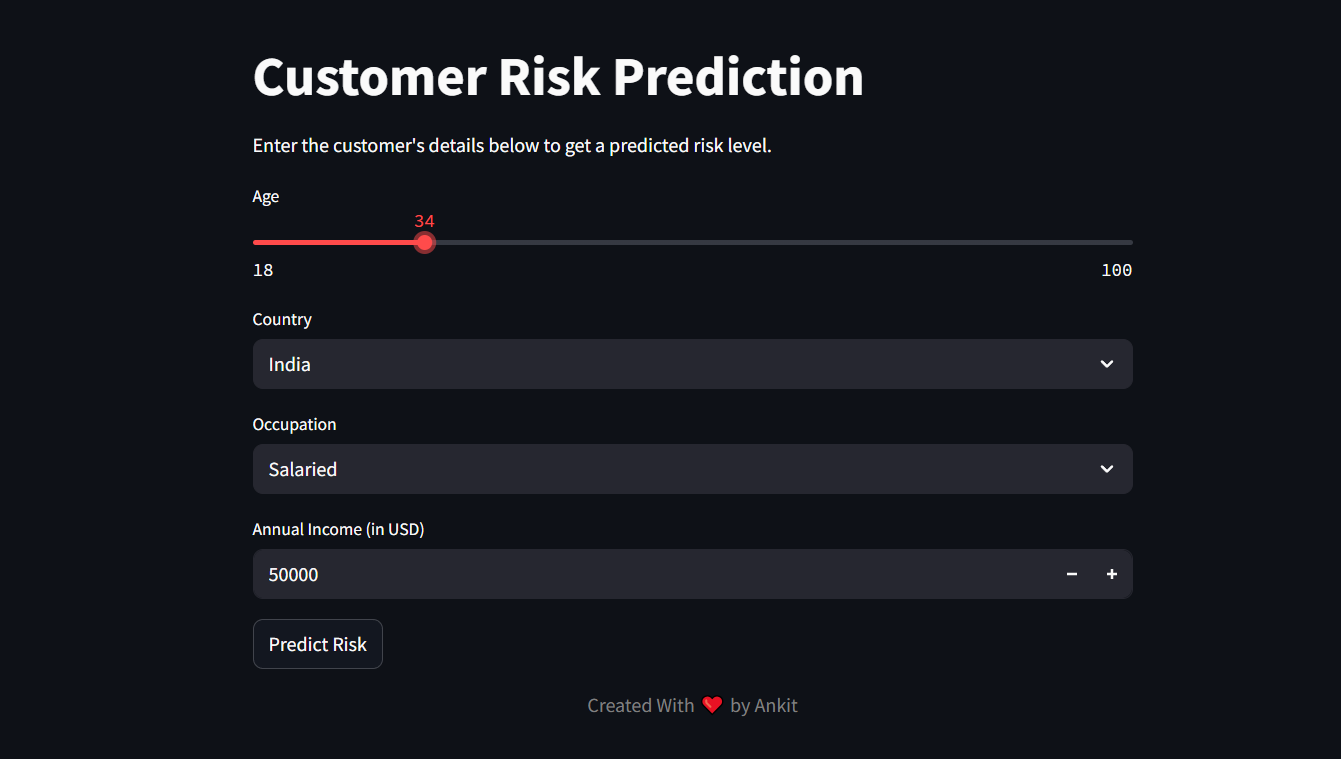 Customer Risk Prediction
Enter the customer's details below to get a predicted risk level.
Age
34
18 100
Country
India
Occupation
Salaried
Annual Income (in USD)
50000
Predict Risk
Created With ❤️ by Ankit